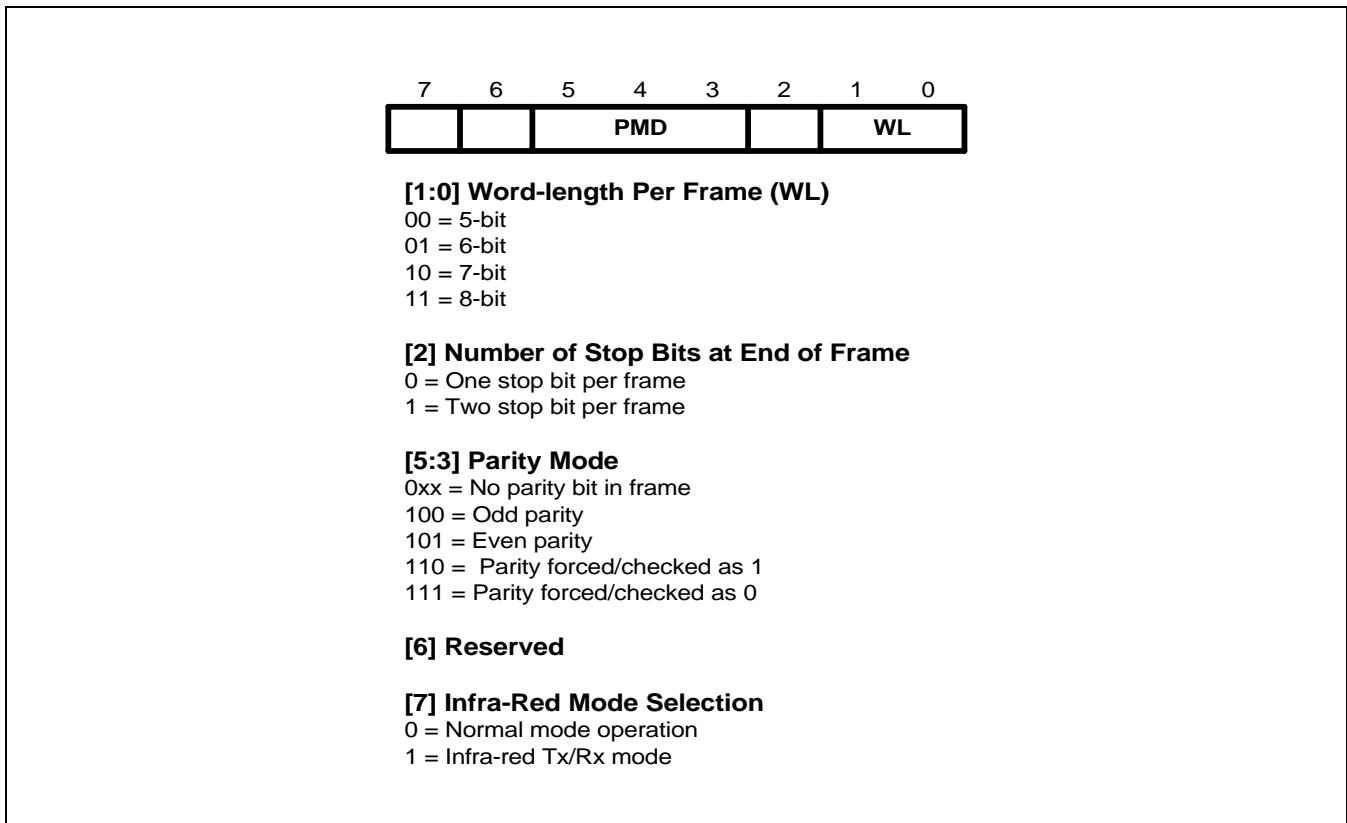 7 6 5 4 3 2 1 0
PMD WL
[1:0] Word-length Per Frame (WL)
00 = 5-bit
01 = 6-bit
10 = 7-bit
11 = 8-bit
[2] Number of Stop Bits at End of Frame
0 = One stop bit per frame
1 = Two stop bit per frame
[5:3] Parity Mode
0xx = No parity bit in frame
100 = Odd parity
101 = Even parity
110 = Parity forced/checked as 1
111 = Parity forced/checked as 0
[6] Reserved
[7] Infra-Red Mode Selection
0 = Normal mode operation
1 = Infra-red Tx/Rx mode